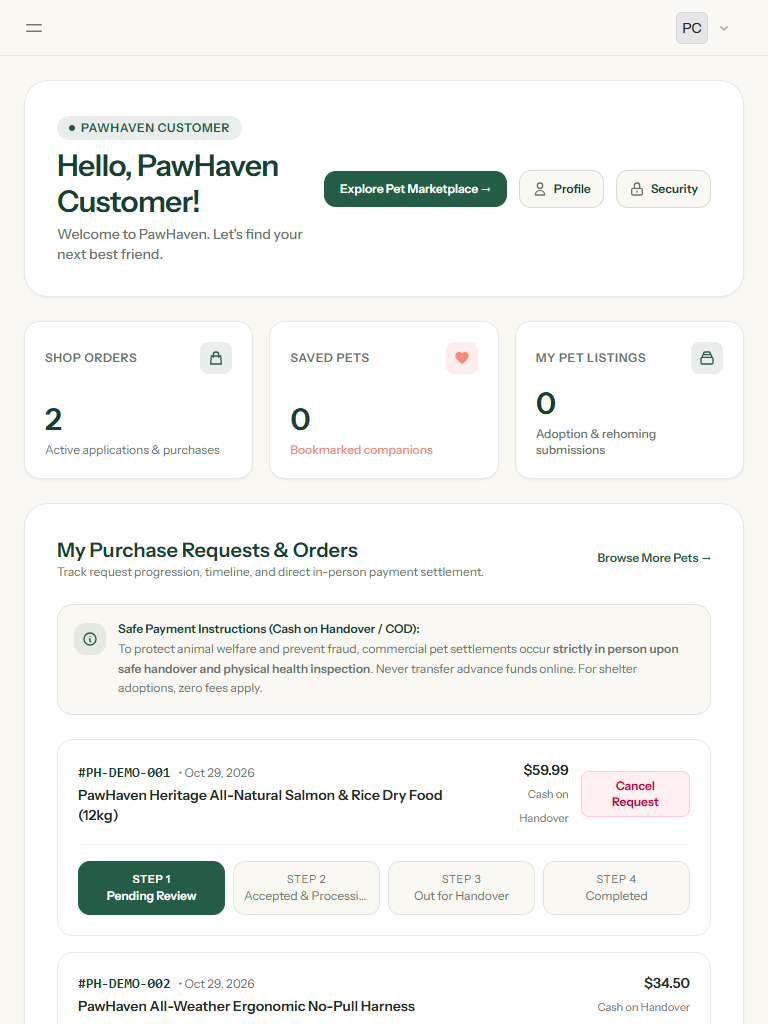 PC
PAWHAVEN CUSTOMER
Hello, PawHaven
Customer!
Welcome to PawHaven. Let's find your
next best friend.
Explore Pet Marketplace →
Profile
Security
SHOP ORDERS
2
Active applications & purchases
SAVED PETS
0
Bookmarked companions
MY PET LISTINGS
0
Adoption & rehoming
submissions
My Purchase Requests & Orders
Track request progression, timeline, and direct in-person payment settlement.
Browse More Pets →
Safe Payment Instructions (Cash on Handover / COD):
To protect animal welfare and prevent fraud, commercial pet settlements occur strictly in person upon
safe handover and physical health inspection. Never transfer advance funds online. For shelter
adoptions, zero fees apply.
#PH-DEMO-001 • Oct 29, 2026
PawHaven Heritage All-Natural Salmon & Rice Dry Food
(12kg)
$59.99
Cash on
Handover
Cancel
Request
STEP 1
Pending Review
STEP 2
Accepted & Processi...
STEP 3
Out for Handover
STEP 4
Completed
#PH-DEMO-002 • Oct 29, 2026
PawHaven All-Weather Ergonomic No-Pull Harness
$34.50
Cash on Handover